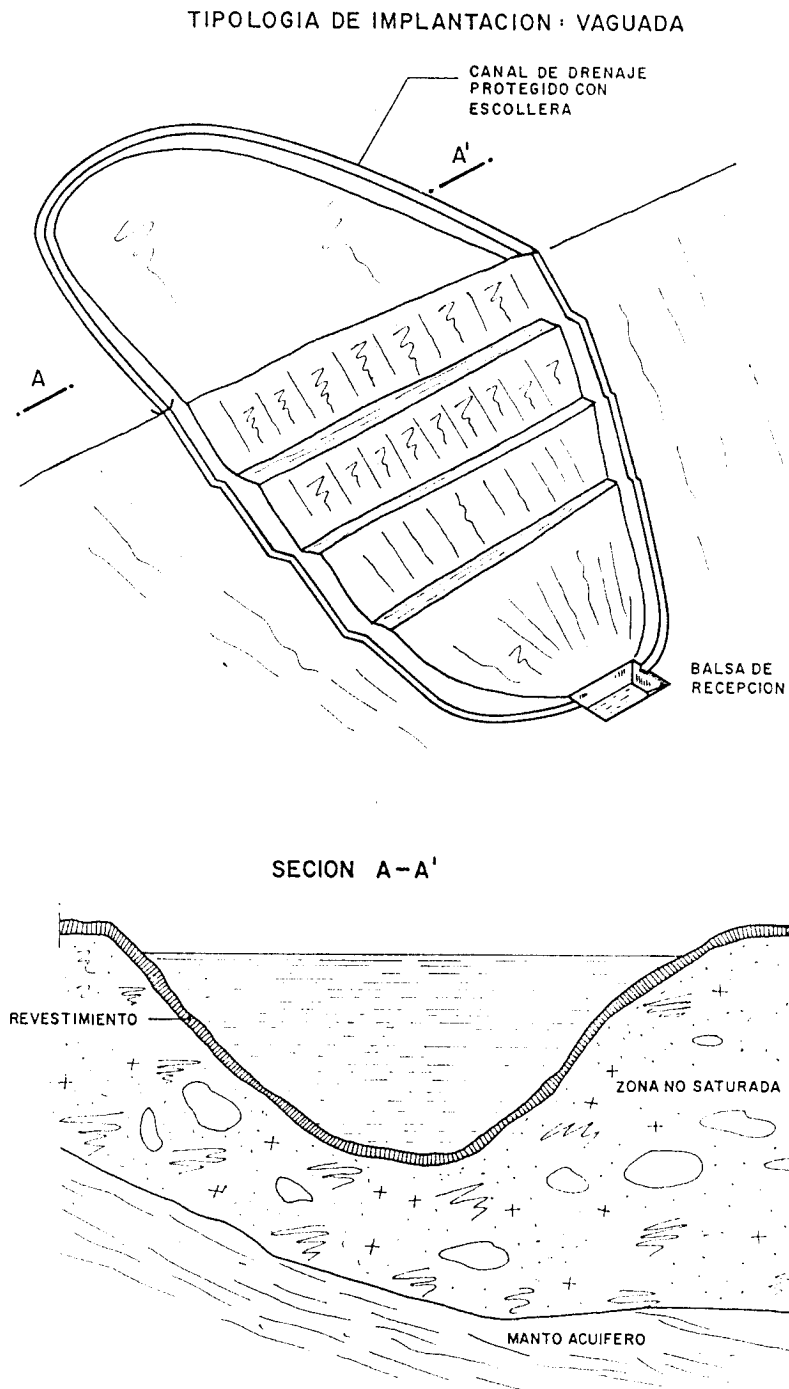 TIPOLOGIA DE IMPLANTACION : VAGUADA
CANAL DE DRENAJE
PROTEGIDO CON
ESCOLLERA
A'
A
BALSA DE
RECEPCION
SECION A-A'
REVESTIMIENTO
ZONA NO SATURADA
MANTO ACUIFERO